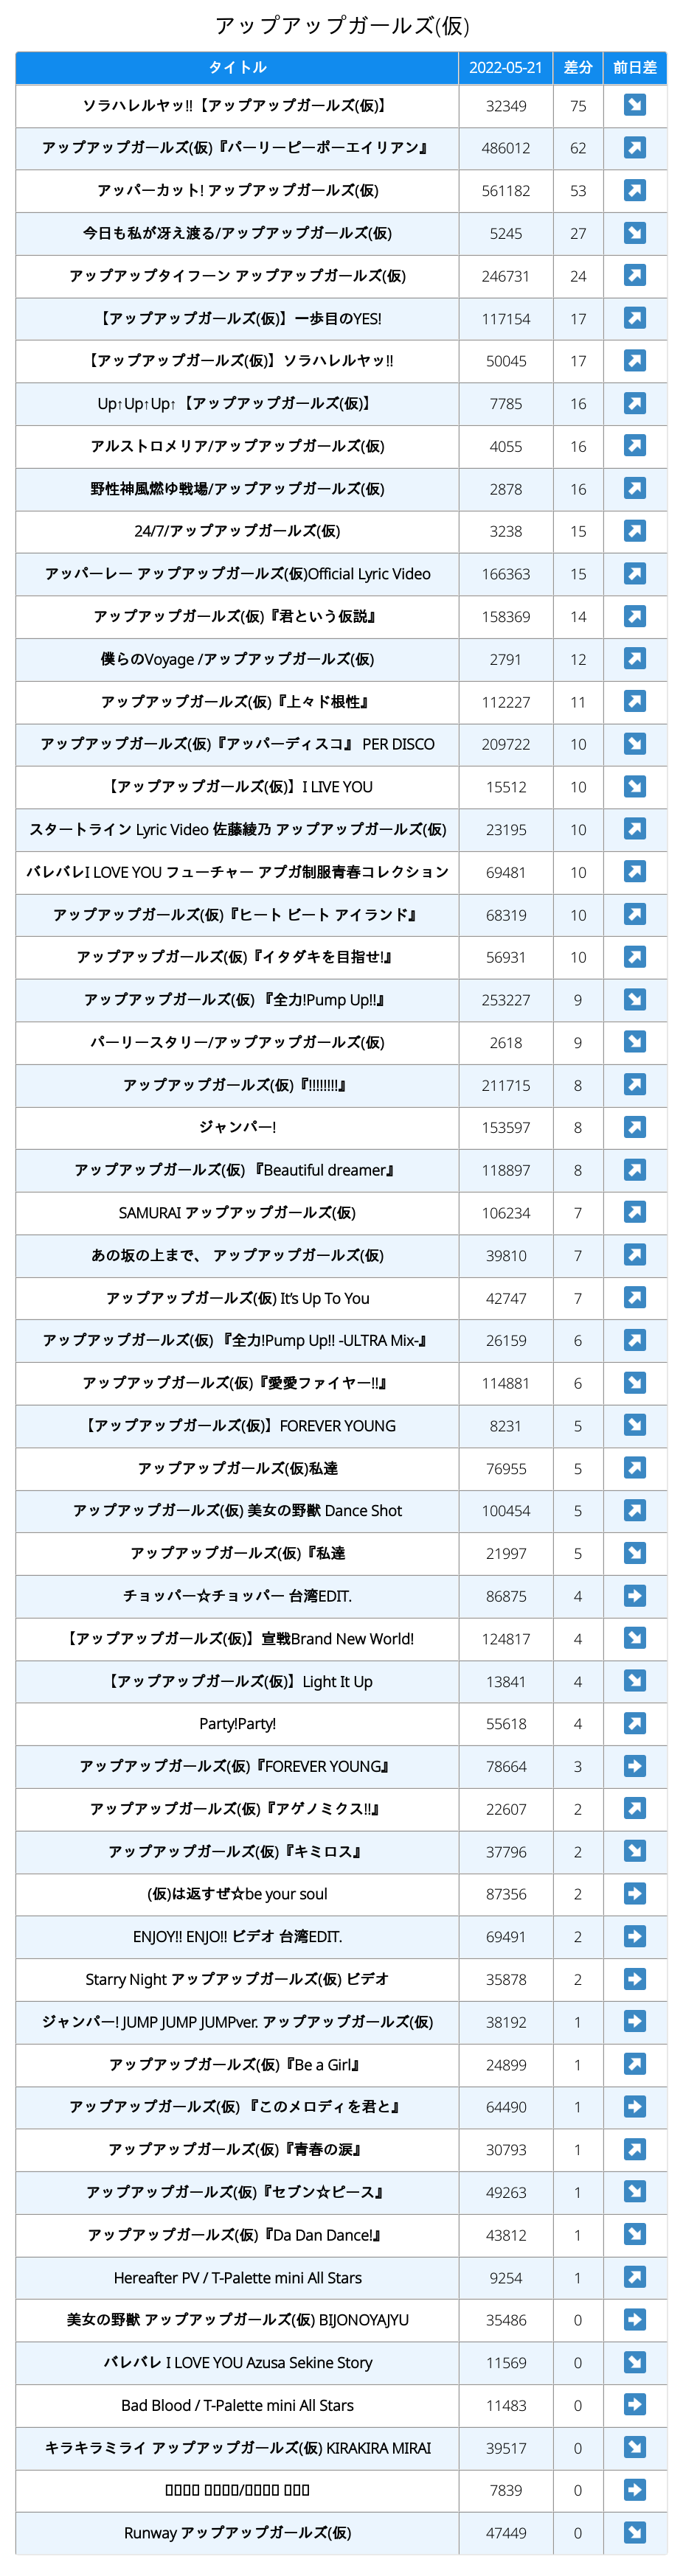 アップアップガールズ(仮)
タイトル 2022-05-21 差分 前日差
ソラハレルヤッ!!【アップアップガールズ(仮)】 32349 75 ↘
アップアップガールズ(仮)『パーリーピーポーエイリアン』 486012 62 ↗
アッパーカット! アップアップガールズ(仮) 561182 53 ↗
今日も私が冴え渡る/アップアップガールズ(仮) 5245 27 ↘
アップアップタイフーン アップアップガールズ(仮) 246731 24 ↗
【アップアップガールズ(仮)】一歩目のYES! 117154 17 ↗
【アップアップガールズ(仮)】ソラハレルヤッ!! 50045 17 ↗
Up↑Up↑Up↑【アップアップガールズ(仮)】 7785 16 ↗
アルストロメリア/アップアップガールズ(仮) 4055 16 ↗
野性神風燃ゆ戦場/アップアップガールズ(仮) 2878 16 ↗
24/7/アップアップガールズ(仮) 3238 15 ↗
アッパーレー アップアップガールズ(仮)Official Lyric Video 166363 15 ↗
アップアップガールズ(仮)『君という仮説』 158369 14 ↗
僕らのVoyage /アップアップガールズ(仮) 2791 12 ↗
アップアップガールズ(仮)『上々ド根性』 112227 11 ↗
アップアップガールズ(仮)『アッパーディスコ』 PER DISCO 209722 10 ↘
【アップアップガールズ(仮)】I LIVE YOU 15512 10 ↘
スタートライン Lyric Video 佐藤綾乃 アップアップガールズ(仮) 23195 10 ↗
バレバレI LOVE YOU フューチャー アプガ制服青春コレクション 69481 10 ↗
アップアップガールズ(仮)『ヒート ビート アイランド』 68319 10 ↗
アップアップガールズ(仮)『イタダキを目指せ!』 56931 10 ↗
アップアップガールズ(仮) 『全力!Pump Up!!』 253227 9 ↘
パーリースタリー/アップアップガールズ(仮) 2618 9 ↘
アップアップガールズ(仮)『!!!!!!!!』 211715 8 ↗
ジャンパー! 153597 8 ↗
アップアップガールズ(仮) 『Beautiful dreamer』 118897 8 ↗
SAMURAI アップアップガールズ(仮) 106234 7 ↗
あの坂の上まで、 アップアップガールズ(仮) 39810 7 ↗
アップアップガールズ(仮) It's Up To You 42747 7 ↗
アップアップガールズ(仮) 『全力!Pump Up!! -ULTRA Mix-』 26159 6 ↗
アップアップガールズ(仮)『愛愛ファイヤー!!』 114881 6 ↘
【アップアップガールズ(仮)】FOREVER YOUNG 8231 5 ↘
アップアップガールズ(仮)私達 76955 5 ↗
アップアップガールズ(仮) 美女の野獣 Dance Shot 100454 5 ↗
アップアップガールズ(仮)『私達 21997 5 ↘
チョッパー☆チョッパー 台湾EDIT. 86875 4 ➡
【アップアップガールズ(仮)】宣戦Brand New World! 124817 4 ↘
【アップアップガールズ(仮)】Light It Up 13841 4 ↘
Party!Party! 55618 4 ↗
アップアップガールズ(仮)『FOREVER YOUNG』 78664 3 ➡
アップアップガールズ(仮)『アゲノミクス!!』 22607 2 ↗
アップアップガールズ(仮)『キミロス』 37796 2 ↘
(仮)は返すぜ☆be your soul 87356 2 ➡
ENJOY!! ENJO!! ビデオ 台湾EDIT. 69491 2 ➡
Starry Night アップアップガールズ(仮) ビデオ 35878 2 ➡
ジャンパー! JUMP JUMP JUMPver. アップアップガールズ(仮) 38192 1 ➡
アップアップガールズ(仮)『Be a Girl』 24899 1 ↗
アップアップガールズ(仮) 『このメロディを君と』 64490 1 ➡
アップアップガールズ(仮)『青春の涙』 30793 1 ↗
アップアップガールズ(仮)『セブン☆ピース』 49263 1 ↘
アップアップガールズ(仮)『Da Dan Dance!』 43812 1 ↘
Hereafter PV / T-Palette mini All Stars 9254 1 ↗
美女の野獣 アップアップガールズ(仮) BIJONOYAJYU 35486 0 ➡
バレバレ I LOVE YOU Azusa Sekine Story 11569 0 ↘
Bad Blood / T-Palette mini All Stars 11483 0 ➡
キラキラミライ アップアップガールズ(仮) KIRAKIRA MIRAI 39517 0 ↘
7839 0 ➡
Runway アップアップガールズ(仮) 47449 0 ↘